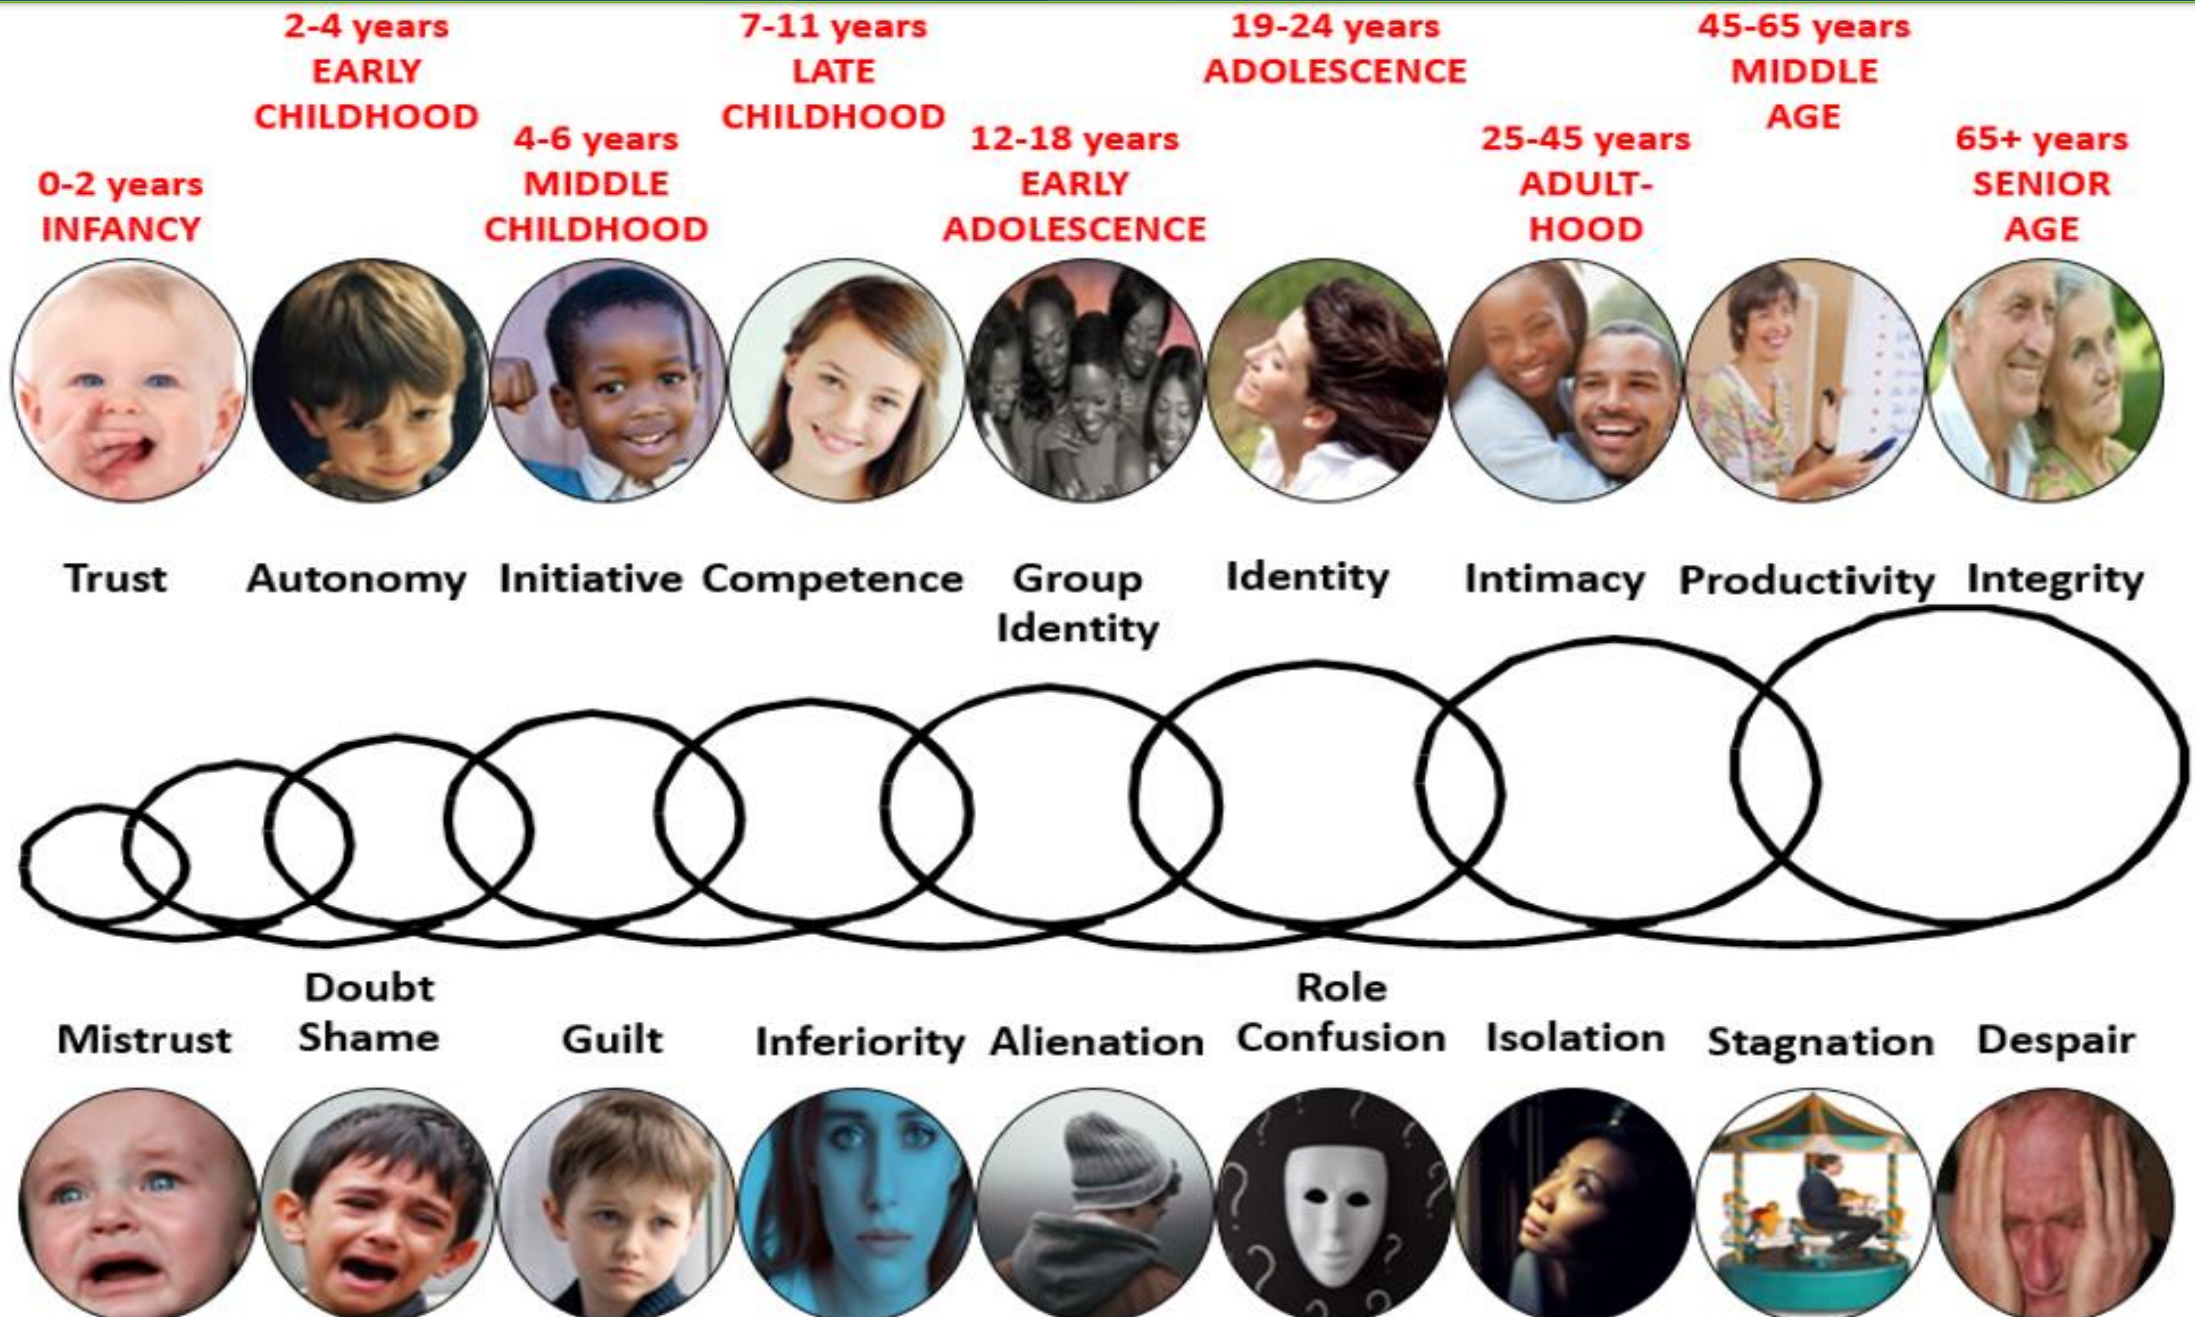 0-2 years
INFANCY
2-4 years
EARLY
CHILDHOOD
4-6 years
MIDDLE
CHILDHOOD
7-11 years
LATE
CHILDHOOD
12-18 years
EARLY
ADOLESCENCE
19-24 years
ADOLESCENCE
25-45 years
ADULT-
HOOD
45-65 years
MIDDLE
AGE
65+ years
SENIOR
AGE
Trust
Autonomy
Initiative
Competence
Group
Identity
Identity
Intimacy
Productivity
Integrity
Mistrust
Doubt
Shame
Guilt
Inferiority
Alienation
Role
Confusion
Isolation
Stagnation
Despair